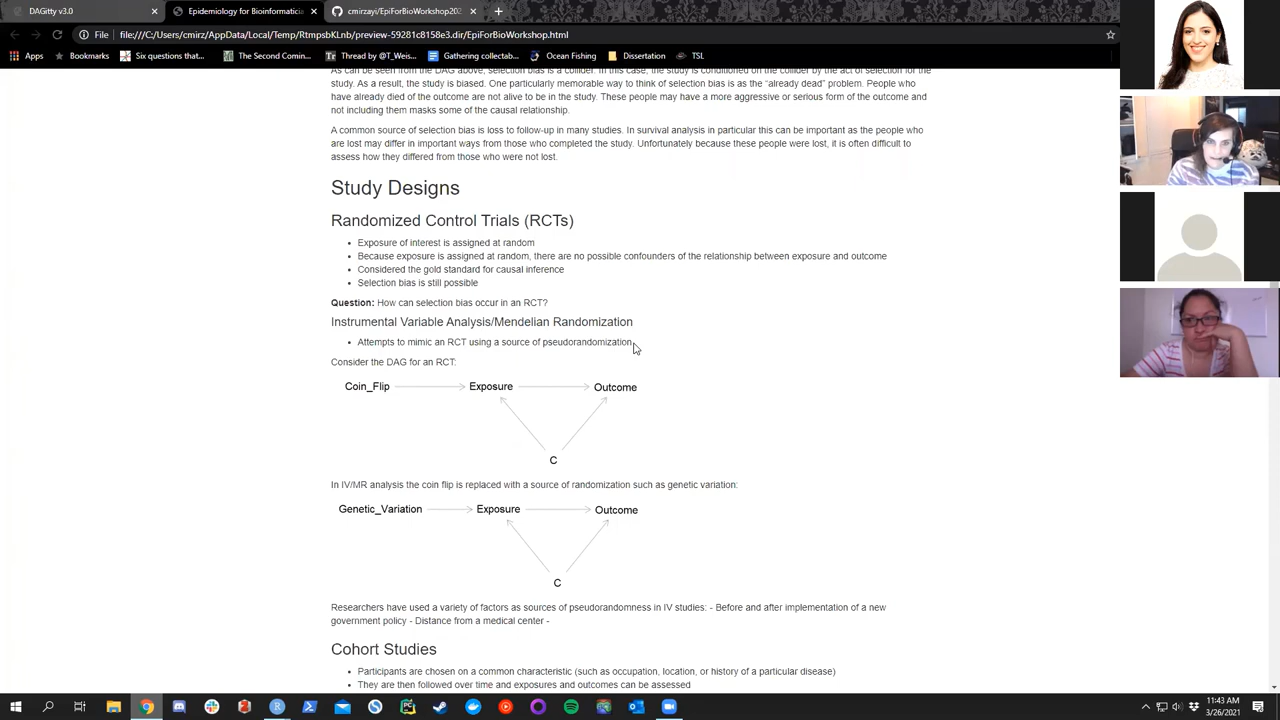 DAGitty v3.0
Epidemiology for Bioinformatician
cmirzayi/EpiForBioWorkshop202
File
file:///C:/Users/cmirz/AppData/Local/Temp/RtmpsbKLnb/preview-59281c8158e3.dir/EpiForBioWorkshop.html
Apps
Bookmarks
Six questions that...
The Second Comin...
Thread by @T_Weis...
Gathering collectab...
Ocean Fishing
Dissertation
TSL
As can be seen from the DAG above, selection bias is a collider. In this case, the study is conditioned on the collider by the act of selection for the
study. As a result, the study is biased. One particularly memorable way to think of selection bias is as the “already dead” problem. People who
have already died of the outcome are not alive to be in the study. These people may have a more aggressive or serious form of the outcome and
not including them masks some of the causal relationship.
A common source of selection bias is loss to follow-up in many studies. In survival analysis in particular this can be important as the people who
are lost may differ in important ways from those who completed the study. Unfortunately because these people were lost, it is often difficult to
assess how they differed from those who were not lost.
Study Designs
Randomized Control Trials (RCTs)
• Exposure of interest is assigned at random
• Because exposure is assigned at random, there are no possible confounders of the relationship between exposure and outcome
• Considered the gold standard for causal inference
• Selection bias is still possible
Question: How can selection bias occur in an RCT?
Instrumental Variable Analysis/Mendelian Randomization
• Attempts to mimic an RCT using a source of pseudorandomization
Consider the DAG for an RCT:
Coin_Flip
Exposure
Outcome
C
In IV/MR analysis the coin flip is replaced with a source of randomization such as genetic variation:
Genetic_Variation
Exposure
Outcome
C
Researchers have used a variety of factors as sources of pseudorandomness in IV studies: - Before and after implementation of a new
government policy - Distance from a medical center -
Cohort Studies
• Participants are chosen on a common characteristic (such as occupation, location, or history of a particular disease)
• They are then followed over time and exposures and outcomes can be assessed
11:43 AM
3/26/2021